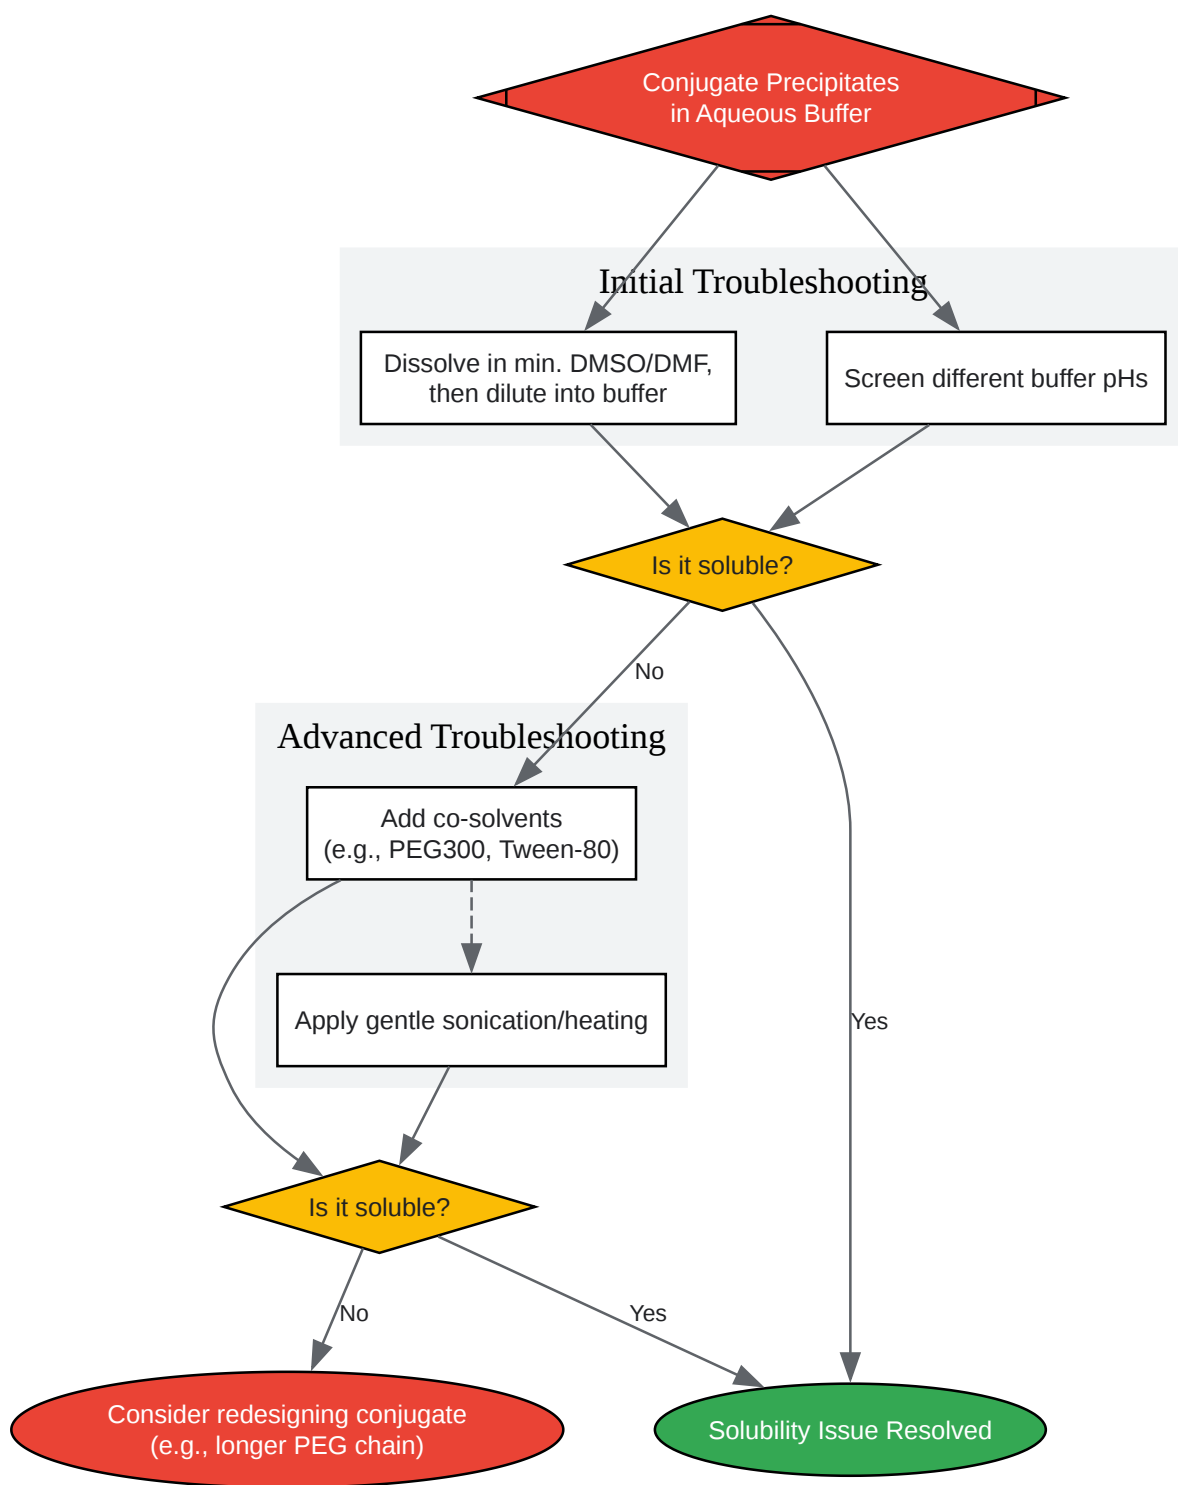 Conjugate Precipitates
in Aqueous Buffer
Initial Troubleshooting
Dissolve in min. DMSO/DMF,
then dilute into buffer
Screen different buffer pHs
Is it soluble?
No
Advanced Troubleshooting
Add co-solvents
(e.g., PEG300, Tween-80)
Apply gentle sonication/heating
Yes
Is it soluble?
No
Yes
Consider redesigning conjugate
(e.g., longer PEG chain)
Solubility Issue Resolved